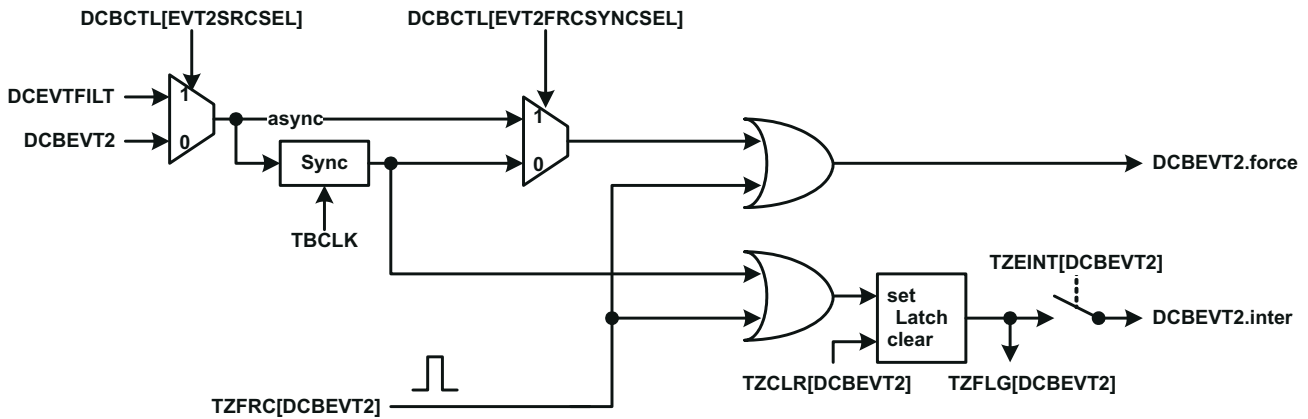 DCBCTL[EVT2SRCSEL]
DCBCTL[EVT2FRCSYNCSEL]
DCEVTFILT
1
async
1
DCBEVT2
0
Sync
0
DCBEVT2.force
TBCLK
TZEINT[DCBEVT2]
set
Latch
clear
DCBEVT2.inter
TZCLR[DCBEVT2]
TZFLG[DCBEVT2]
TZFRC[DCBEVT2]